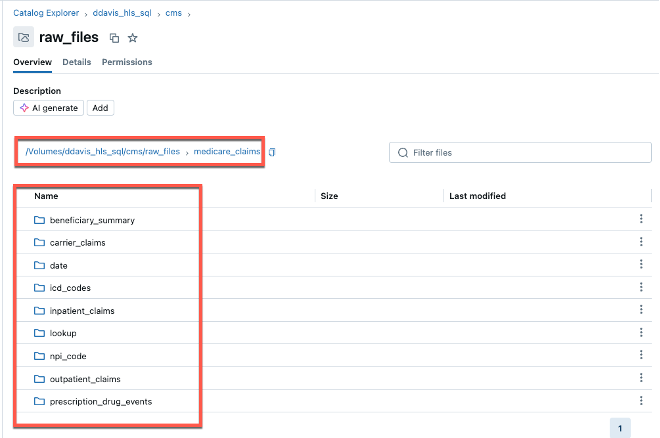 Catalog Explorer > ddavis_hls_sql > cms >
raw_files
Overview Details Permissions
Description
AI generate Add
/Volumes/ddavis_hls_sql/cms/raw_files > medicare_claims
Filter files
Name Size Last modified
beneficiary_summary
carrier_claims
date
icd_codes
inpatient_claims
lookup
npi_code
outpatient_claims
prescription_drug_events
1